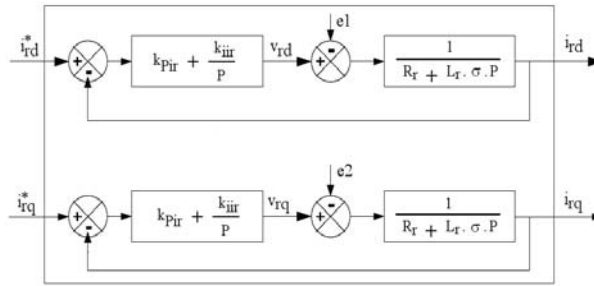 i*rd
+
-
kPir + kiir/P
vrd
e1
-
+
1/(Rr + Lr.σ.P)
ird
i*rq
+
-
kPir + kiir/P
vrq
e2
-
+
1/(Rr + Lr.σ.P)
irq